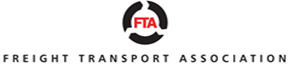 FTA
FREIGHT TRANSPORT ASSOCIATION